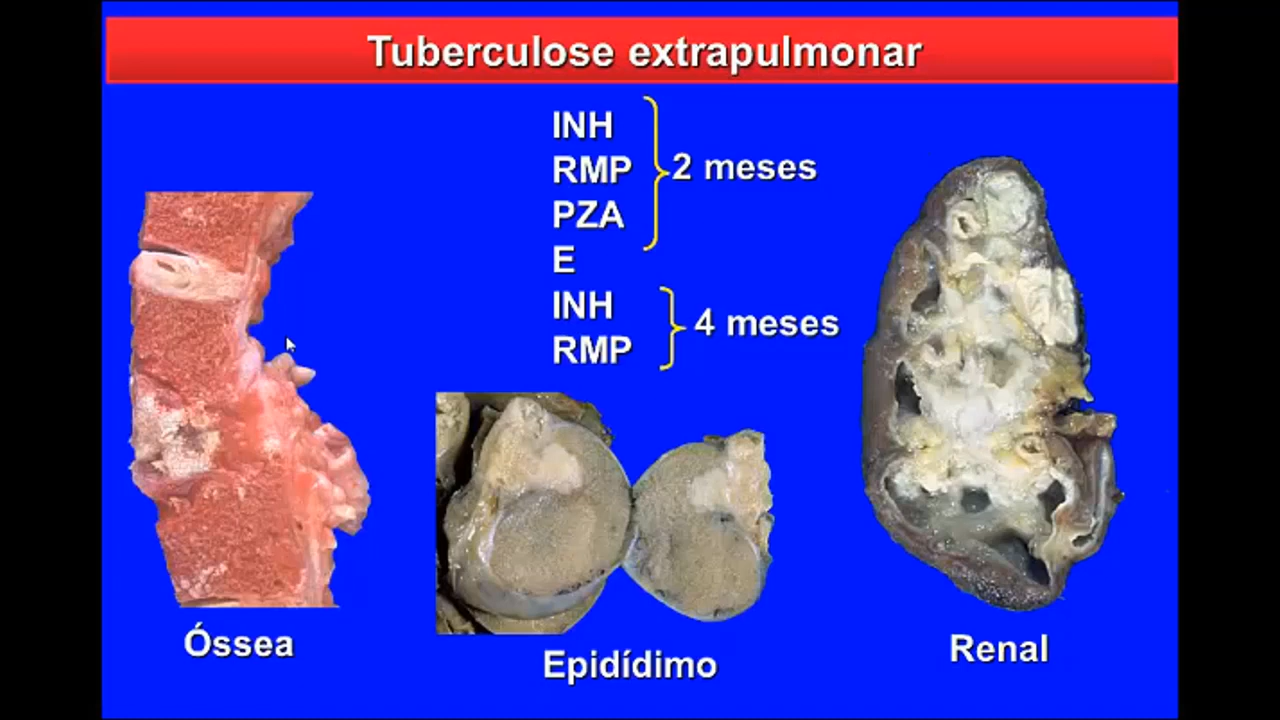 Tuberculose extrapulmonar
INH
RMP
PZA
E
2 meses
INH
RMP
4 meses
Óssea
Epidídimo
Renal